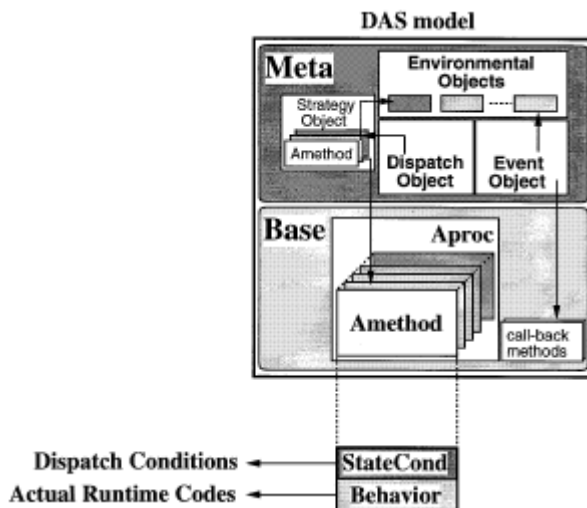 DAS model
Meta
Environmental
Objects
Strategy
Object
Amethod
Dispatch
Object
Event
Object
Base
Aproc
Amethod
call-back
methods
Dispatch Conditions
StateCond
Actual Runtime Codes
Behavior